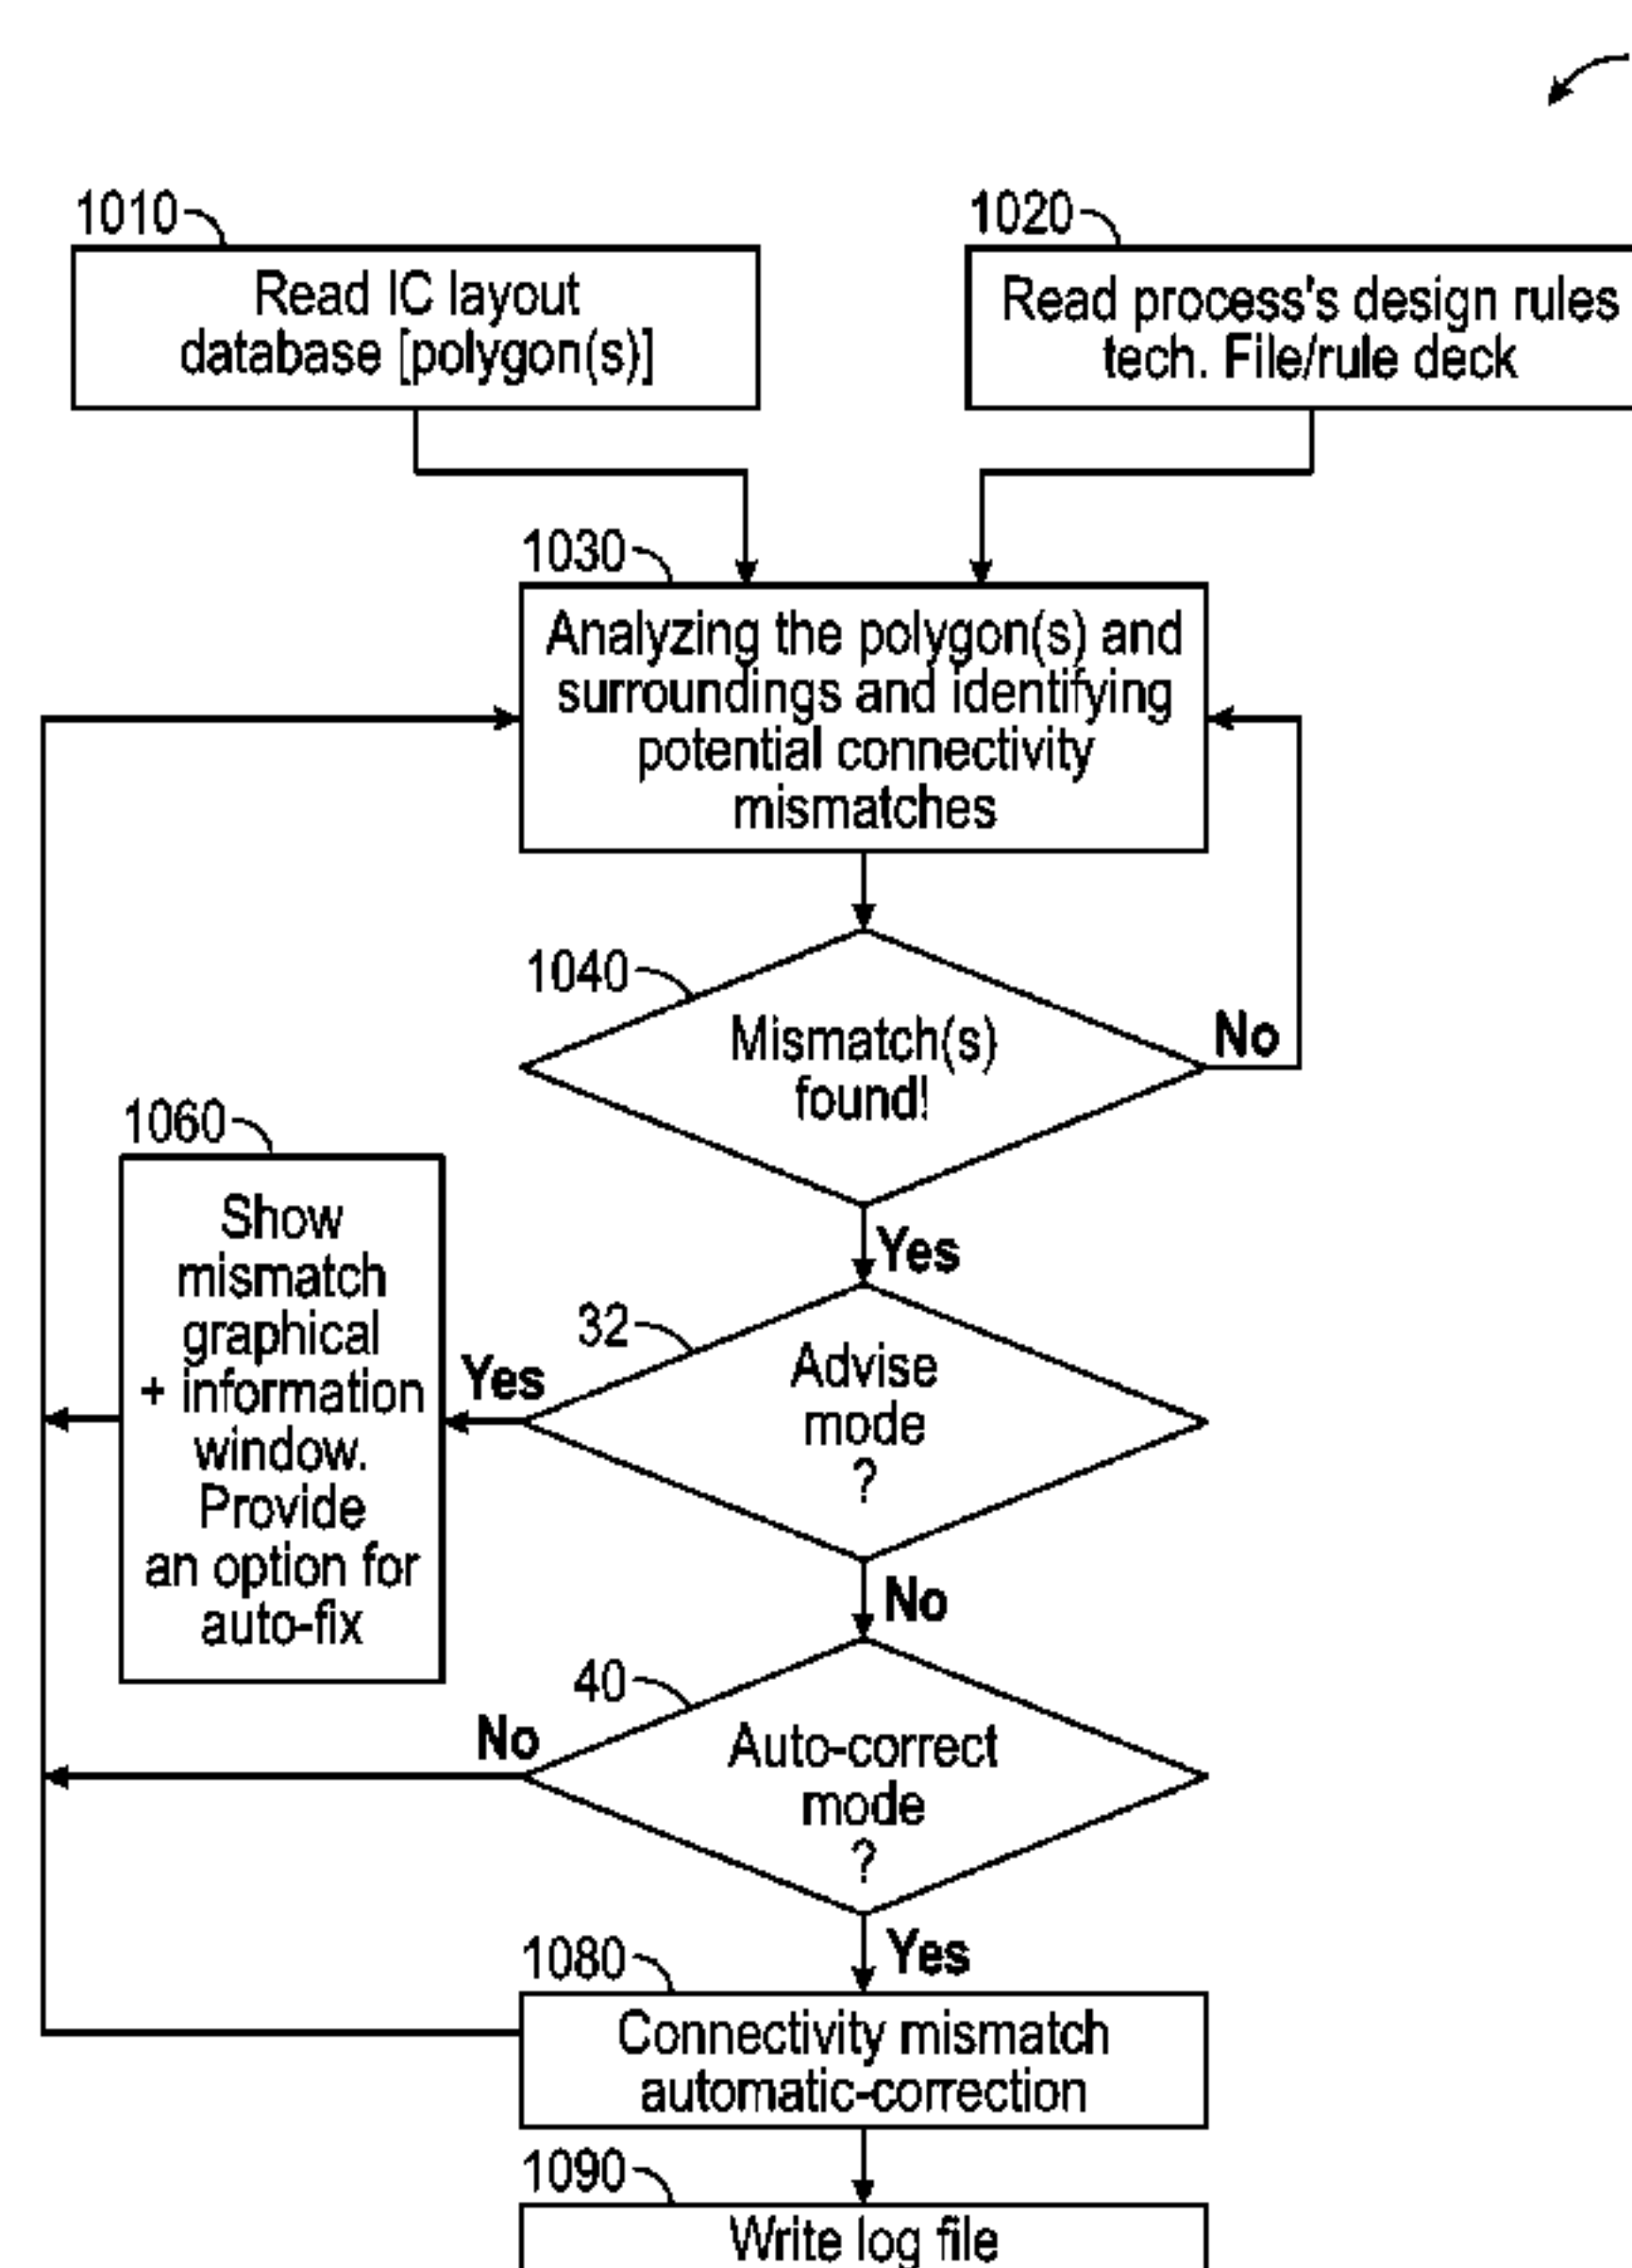 1010
Read IC layout
database [polygon(s)]
1020
Read process's design rules
tech. File/rule deck
1030
Analyzing the polygon(s) and
surroundings and identifying
potential connectivity
mismatches
1040
Mismatch(s)
found!
No
Yes
1060
Show
mismatch
graphical
+ information
window.
Provide
an option for
auto-fix
32
Advise
mode
?
Yes
No
40
Auto-correct
mode
?
No
Yes
1080
Connectivity mismatch
automatic-correction
1090
Write log file